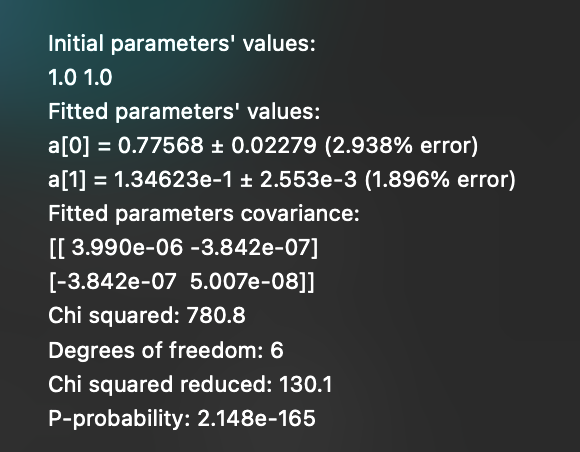 Initial parameters' values:
1.0 1.0
Fitted parameters' values:
a[0] = 0.77568 ± 0.02279 (2.938% error)
a[1] = 1.34623e-1 ± 2.553e-3 (1.896% error)
Fitted parameters covariance:
[[ 3.990e-06 -3.842e-07]
[-3.842e-07  5.007e-08]]
Chi squared: 780.8
Degrees of freedom: 6
Chi squared reduced: 130.1
P-probability: 2.148e-165